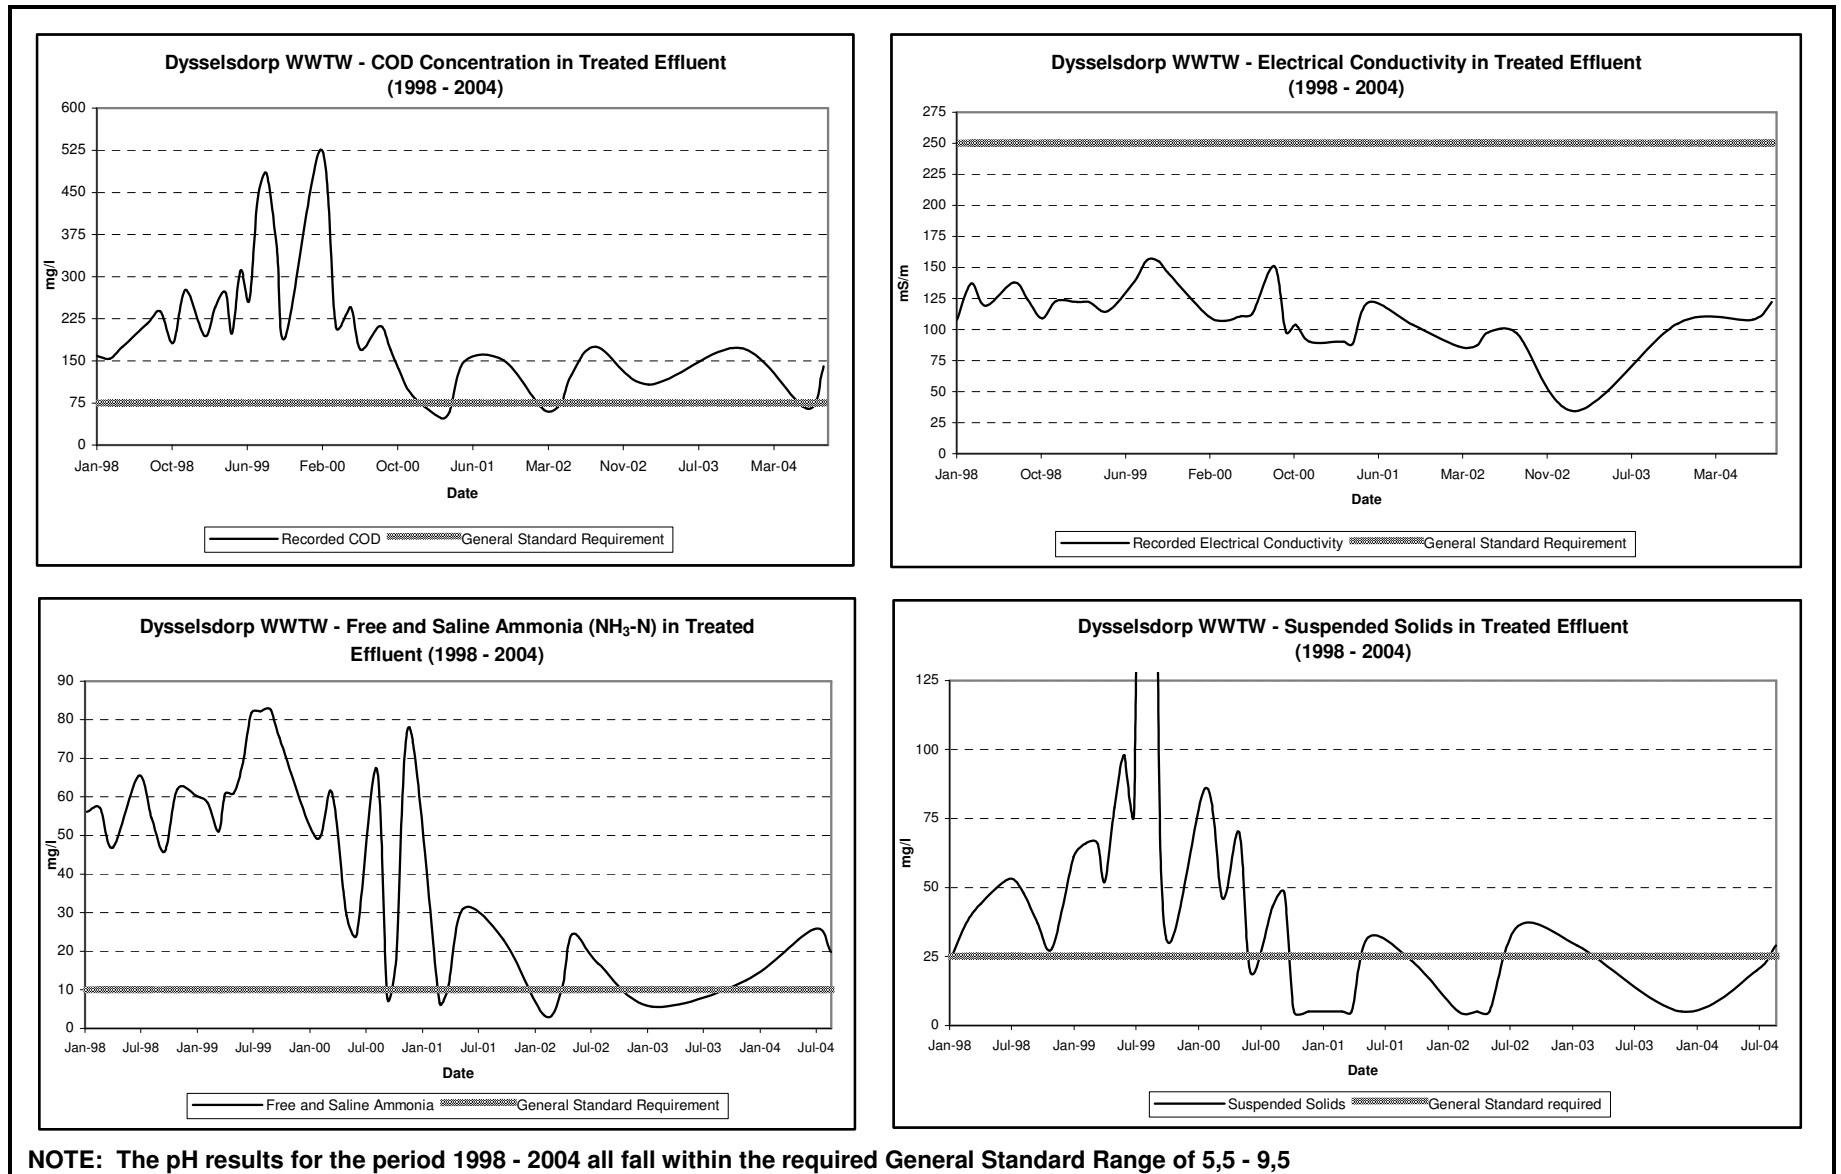 Dysselsdorp WWTW - COD Concentration in Treated Effluent
(1998 - 2004)
600
525
450
375
300
225
150
75
0
mg/l
Jan-98 Oct-98 Jun-99 Feb-00 Oct-00 Jun-01 Mar-02 Nov-02 Jul-03 Mar-04
Date
Recorded COD General Standard Requirement
Dysselsdorp WWTW - Electrical Conductivity in Treated Effluent
(1998 - 2004)
275
250
225
200
175
150
125
100
75
50
25
0
mS/m
Jan-98 Oct-98 Jun-99 Feb-00 Oct-00 Jun-01 Mar-02 Nov-02 Jul-03 Mar-04
Date
Recorded Electrical Conductivity General Standard Requirement
Dysselsdorp WWTW - Free and Saline Ammonia (NH₃-N) in Treated
Effluent (1998 - 2004)
90
80
70
60
50
40
30
20
10
0
mg/l
Jan-98 Jul-98 Jan-99 Jul-99 Jan-00 Jul-00 Jan-01 Jul-01 Jan-02 Jul-02 Jan-03 Jul-03 Jan-04 Jul-04
Date
Free and Saline Ammonia General Standard Requirement
Dysselsdorp WWTW - Suspended Solids in Treated Effluent
(1998 - 2004)
125
100
75
50
25
0
mg/l
Jan-98 Jul-98 Jan-99 Jul-99 Jan-00 Jul-00 Jan-01 Jul-01 Jan-02 Jul-02 Jan-03 Jul-03 Jan-04 Jul-04
Date
Suspended Solids General Standard required
NOTE: The pH results for the period 1998 - 2004 all fall within the required General Standard Range of 5,5 - 9,5